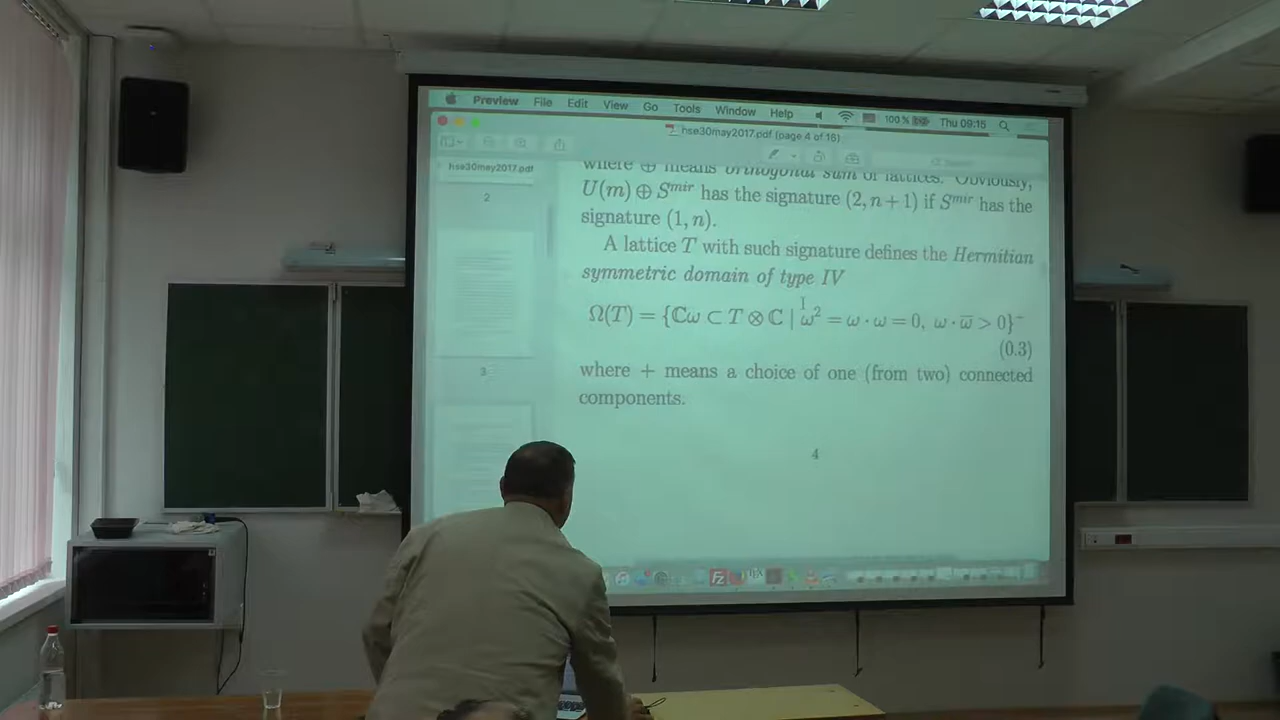 Preview File Edit View Go Tools Window Help 100% Thu 09:15
hse30may2017.pdf (page 4 of 16)
hse30may2017.pdf
2
3
where ⊕ means orthogonal sum of lattices. Obviously,
U(m) ⊕ S^{mir} has the signature (2, n + 1) if S^{mir} has the
signature (1, n).
A lattice T with such signature defines the Hermitian
symmetric domain of type IV
Ω(T) = {ℂω ⊂ T ⊗ ℂ | ω² = ω · ω = 0, ω · ω̅ > 0}
(0.3)
where + means a choice of one (from two) connected
components.
4
Fz